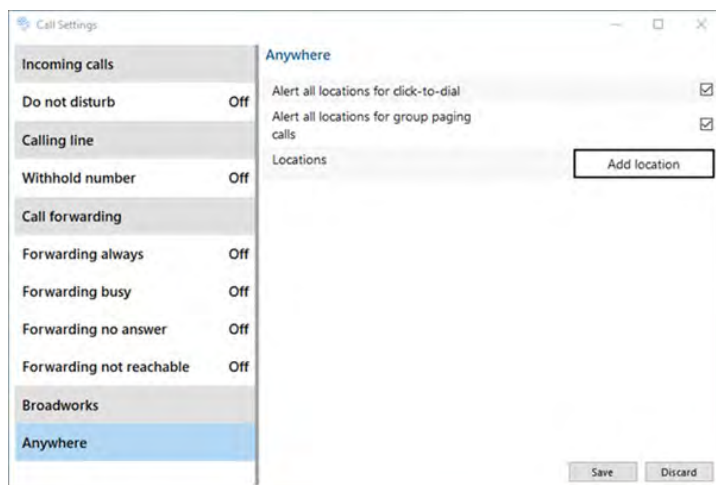 Call Settings
Incoming calls
Do not disturb Off
Calling line
Withhold number Off
Call forwarding
Forwarding always Off
Forwarding busy Off
Forwarding no answer Off
Forwarding not reachable Off
Broadworks
Anywhere
Anywhere
Alert all locations for click-to-dial
Alert all locations for group paging
calls
Locations Add location
Save Discard